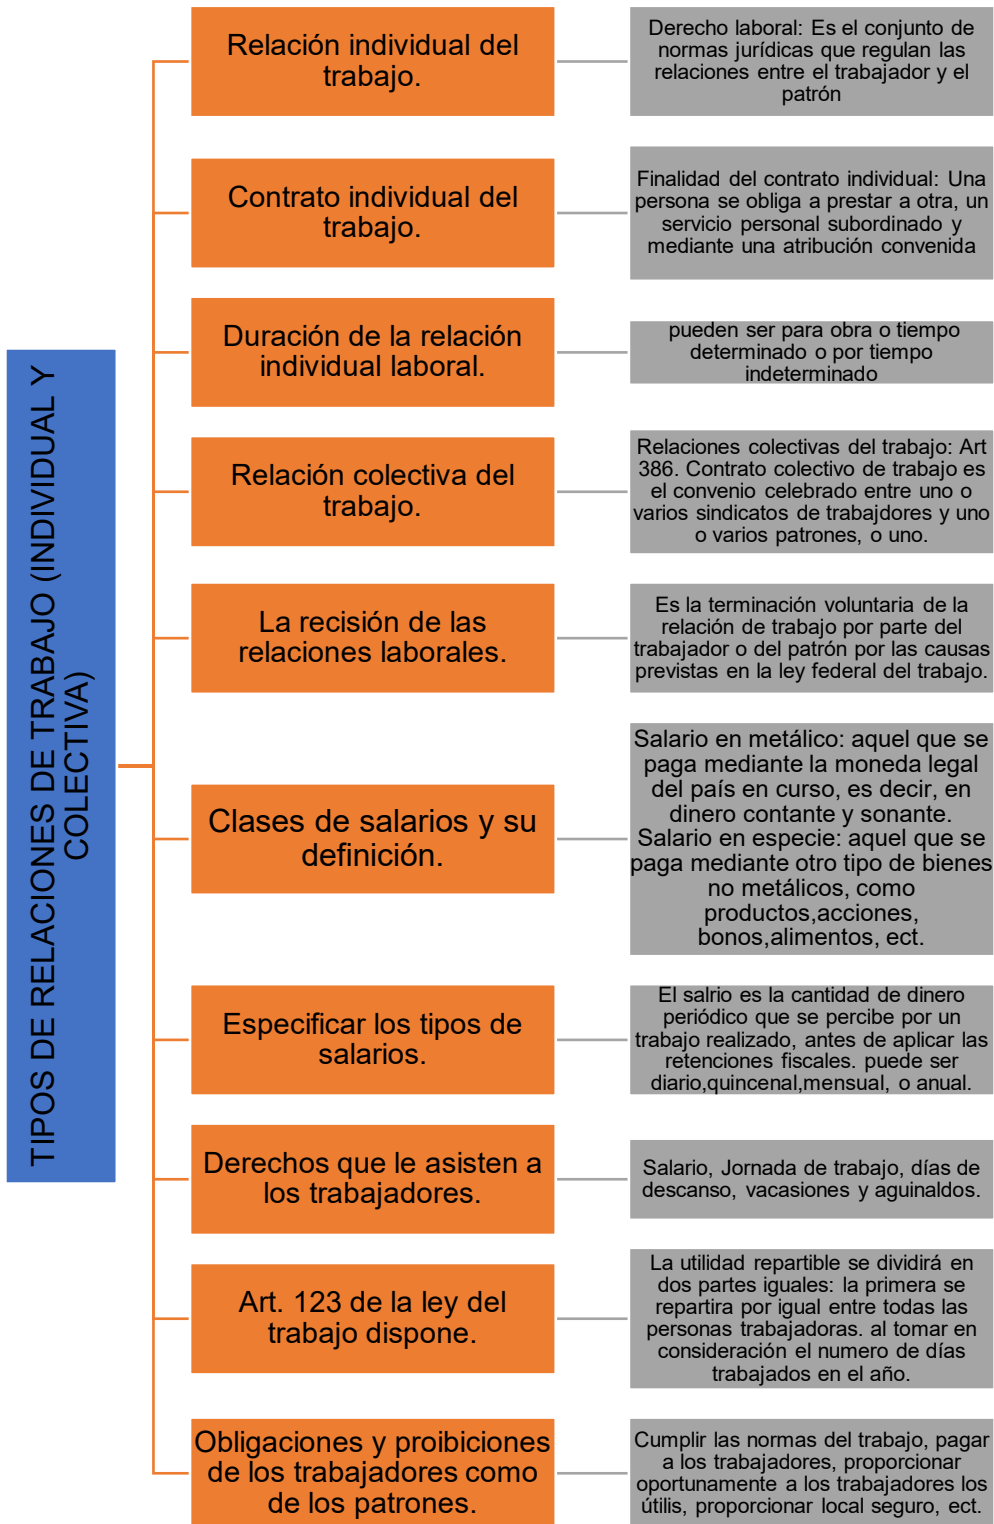 TIPOS DE RELACIONES DE TRABAJO (INDIVIDUAL Y
COLECTIVA)
Relación individual del
trabajo.
Derecho laboral: Es el conjunto de
normas jurídicas que regulan las
relaciones entre el trabajador y el
patrón
Contrato individual del
trabajo.
Finalidad del contrato individual: Una
persona se obliga a prestar a otra, un
servicio personal subordinado y
mediante una atribución convenida
Duración de la relación
individual laboral.
pueden ser para obra o tiempo
determinado o por tiempo
indeterminado
Relación colectiva del
trabajo.
Relaciones colectivas del trabajo: Art
386. Contrato colectivo de trabajo es
el convenio celebrado entre uno o
varios sindicatos de trabajdores y uno
o varios patrones, o uno.
La recisión de las
relaciones laborales.
Es la terminación voluntaria de la
relación de trabajo por parte del
trabajador o del patrón por las causas
previstas en la ley federal del trabajo.
Clases de salarios y su
definición.
Salario en metálico: aquel que se
paga mediante la moneda legal
del país en curso, es decir, en
dinero contante y sonante.
Salario en especie: aquel que se
paga mediante otro tipo de bienes
no metálicos, como
productos,acciones,
bonos,alimentos, ect.
Especificar los tipos de
salarios.
El salrio es la cantidad de dinero
periódico que se percibe por un
trabajo realizado, antes de aplicar las
retenciones fiscales. puede ser
diario,quincenal,mensual, o anual.
Derechos que le asisten a
los trabajadores.
Salario, Jornada de trabajo, días de
descanso, vacasiones y aguinaldos.
Art. 123 de la ley del
trabajo dispone.
La utilidad repartible se dividirá en
dos partes iguales: la primera se
repartira por igual entre todas las
personas trabajadoras. al tomar en
consideración el numero de días
trabajados en el año.
Obligaciones y proibiciones
de los trabajadores como
de los patrones.
Cumplir las normas del trabajo, pagar
a los trabajadores, proporcionar
oportunamente a los trabajadores los
útilis, proporcionar local seguro, ect.